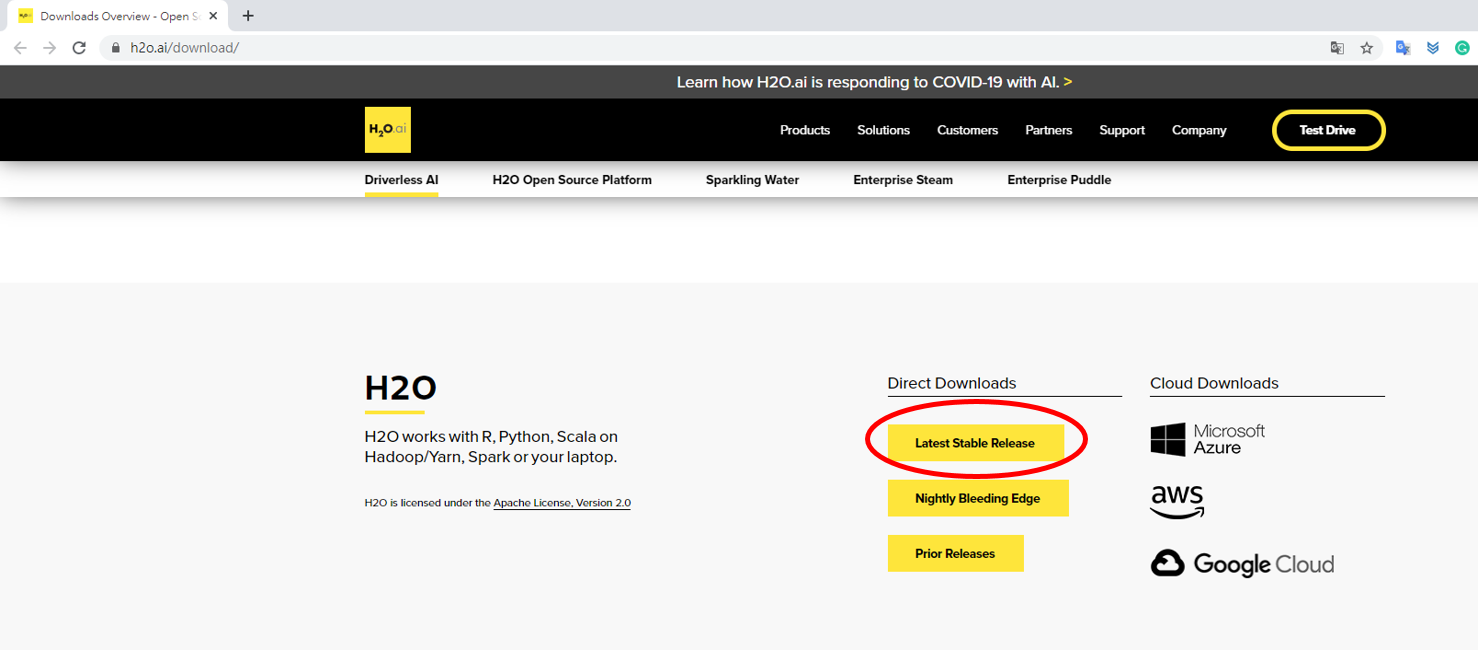 Downloads Overview - Open S
h2o.ai/download/
Learn how H2O.ai is responding to COVID-19 with AI. >
H2O.ai
Products Solutions Customers Partners Support Company Test Drive
Driverless AI H2O Open Source Platform Sparkling Water Enterprise Steam Enterprise Puddle
H2O
H2O works with R, Python, Scala on
Hadoop/Yarn, Spark or your laptop.
H2O is licensed under the Apache License, Version 2.0
Direct Downloads
Latest Stable Release
Nightly Bleeding Edge
Prior Releases
Cloud Downloads
Microsoft
Azure
aws
Google Cloud